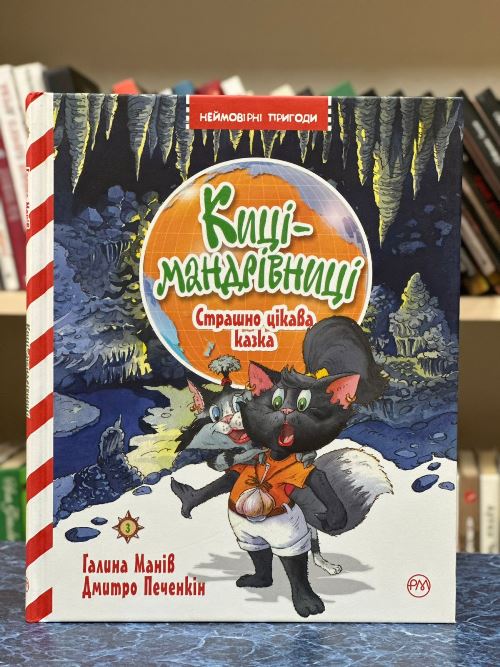 НЕЙМОВІРНІ ПРИГОДИ
Киці-
мандрівниці
Страшно цікава
казка
3
Галина Манів
Дмитро Печенкін
РМ